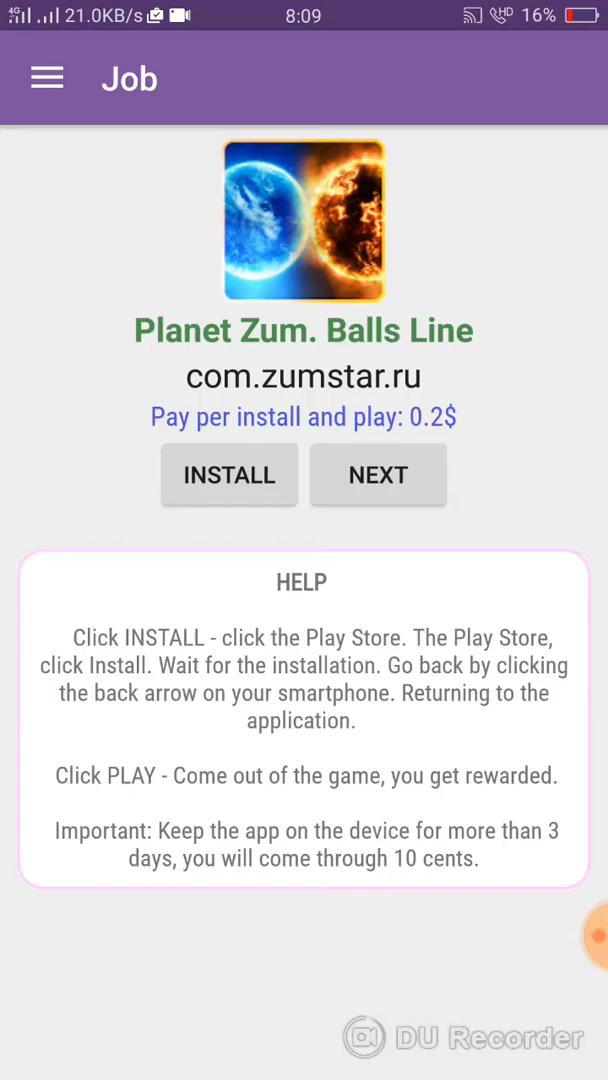 4G 21.0KB/s 8:09 HD 16%
Job
Planet Zum. Balls Line
com.zumstar.ru
Pay per install and play: 0.2$
INSTALL NEXT
HELP
Click INSTALL - click the Play Store. The Play Store,
click Install. Wait for the installation. Go back by clicking
the back arrow on your smartphone. Returning to the
application.
Click PLAY - Come out of the game, you get rewarded.
Important: Keep the app on the device for more than 3
days, you will come through 10 cents.
DU Recorder